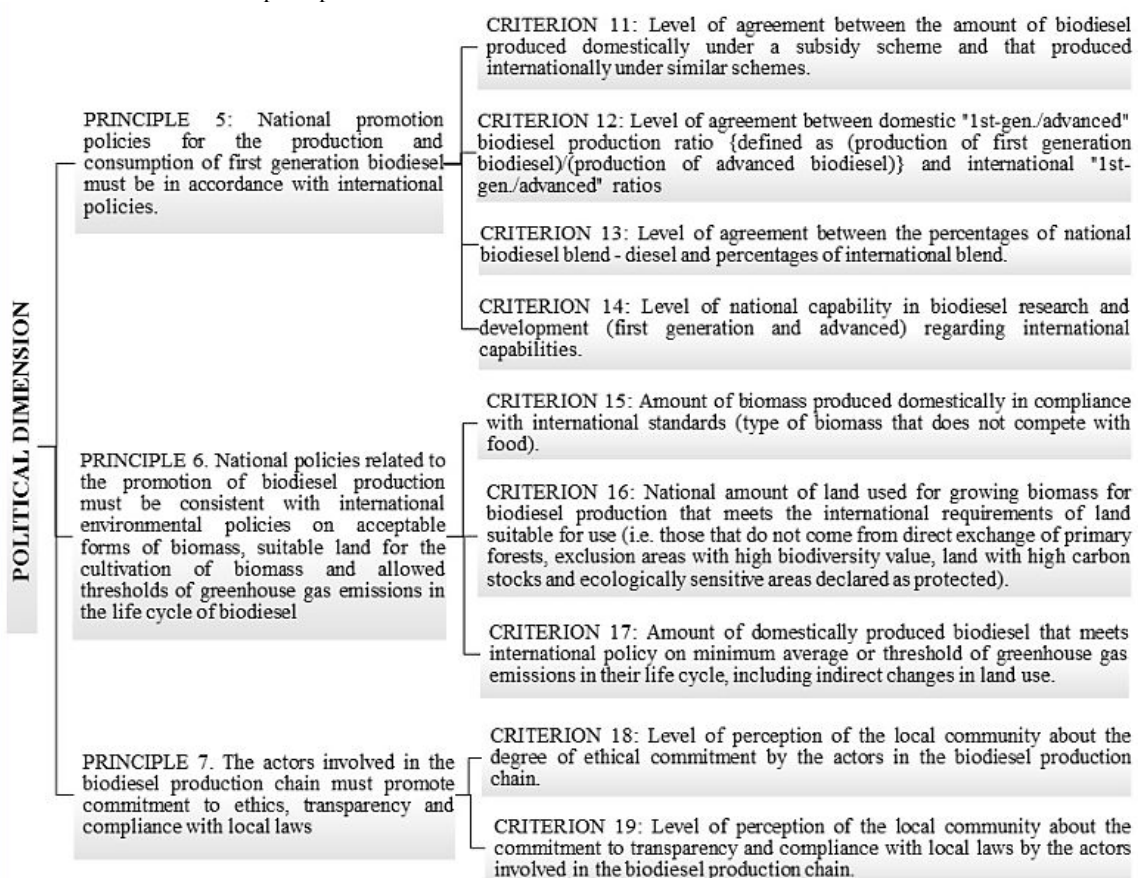 POLITICAL DIMENSION
PRINCIPLE 5: National promotion
policies for the production and
consumption of first generation biodiesel
must be in accordance with international
policies.
CRITERION 11: Level of agreement between the amount of biodiesel
produced domestically under a subsidy scheme and that produced
internationally under similar schemes.
CRITERION 12: Level of agreement between domestic "1st-gen./advanced"
biodiesel production ratio {defined as (production of first generation
biodiesel)/(production of advanced biodiesel)} and international "1st-
gen./advanced" ratios
CRITERION 13: Level of agreement between the percentages of national
biodiesel blend - diesel and percentages of international blend.
CRITERION 14: Level of national capability in biodiesel research and
development (first generation and advanced) regarding international
capabilities.
PRINCIPLE 6. National policies related to
the promotion of biodiesel production
must be consistent with international
environmental policies on acceptable
forms of biomass, suitable land for the
cultivation of biomass and allowed
thresholds of greenhouse gas emissions in
the life cycle of biodiesel
CRITERION 15: Amount of biomass produced domestically in compliance
with international standards (type of biomass that does not compete with
food).
CRITERION 16: National amount of land used for growing biomass for
biodiesel production that meets the international requirements of land
suitable for use (i.e. those that do not come from direct exchange of primary
forests, exclusion areas with high biodiversity value, land with high carbon
stocks and ecologically sensitive areas declared as protected).
CRITERION 17: Amount of domestically produced biodiesel that meets
international policy on minimum average or threshold of greenhouse gas
emissions in their life cycle, including indirect changes in land use.
PRINCIPLE 7. The actors involved in the
biodiesel production chain must promote
commitment to ethics, transparency and
compliance with local laws
CRITERION 18: Level of perception of the local community about the
degree of ethical commitment by the actors in the biodiesel production
chain.
CRITERION 19: Level of perception of the local community about the
commitment to transparency and compliance with local laws by the actors
involved in the biodiesel production chain.